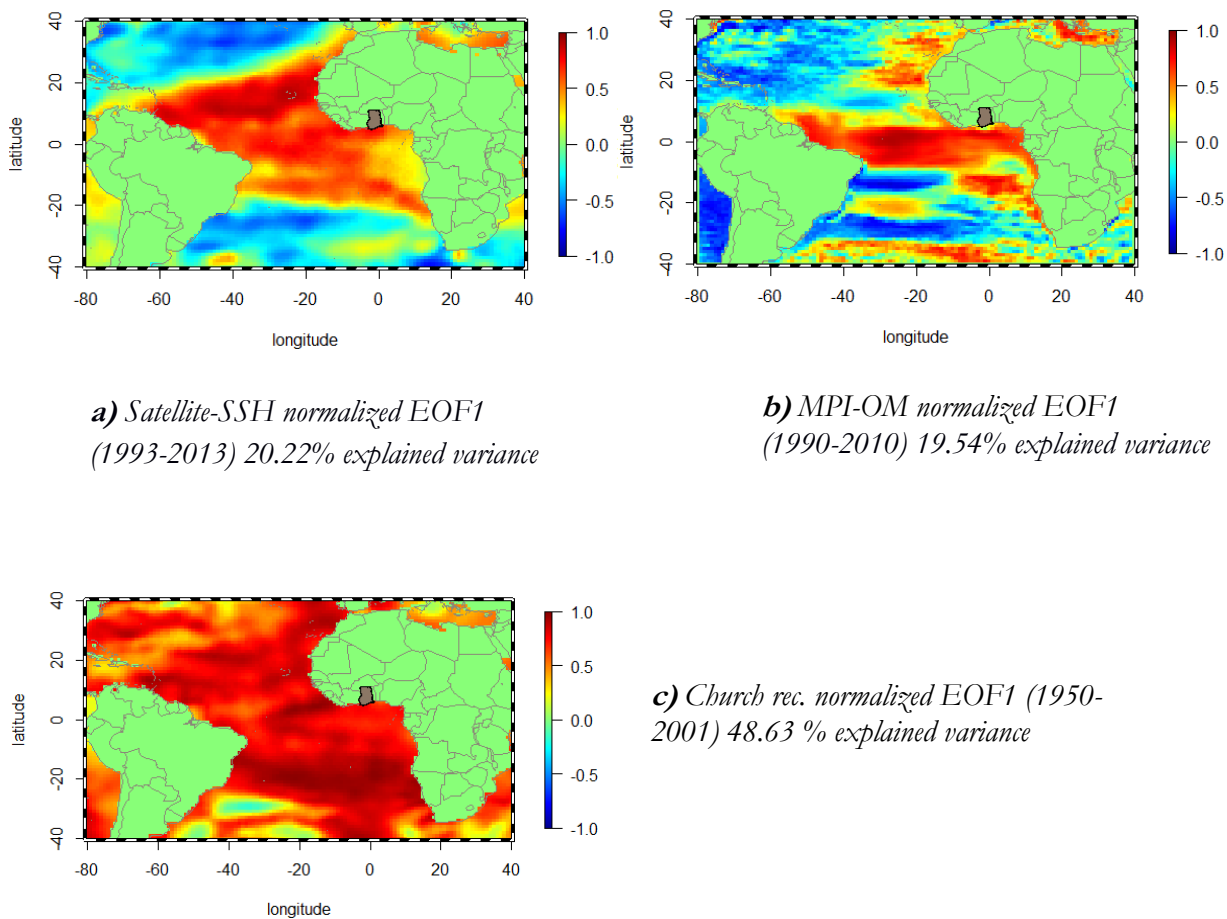 40
20
0
-20
-40
latitude
-80 -60 -40 -20 0 20 40
longitude
1.0
0.5
0.0
-0.5
-1.0
40
20
0
-20
-40
latitude
-80 -60 -40 -20 0 20 40
longitude
1.0
0.5
0.0
-0.5
-1.0
a) Satellite-SSH normalized EOF1
(1993-2013) 20.22% explained variance
b) MPI-OM normalized EOF1
(1990-2010) 19.54% explained variance
40
20
0
-20
-40
latitude
-80 -60 -40 -20 0 20 40
longitude
1.0
0.5
0.0
-0.5
-1.0
c) Church rec. normalized EOF1 (1950-
2001) 48.63 % explained variance